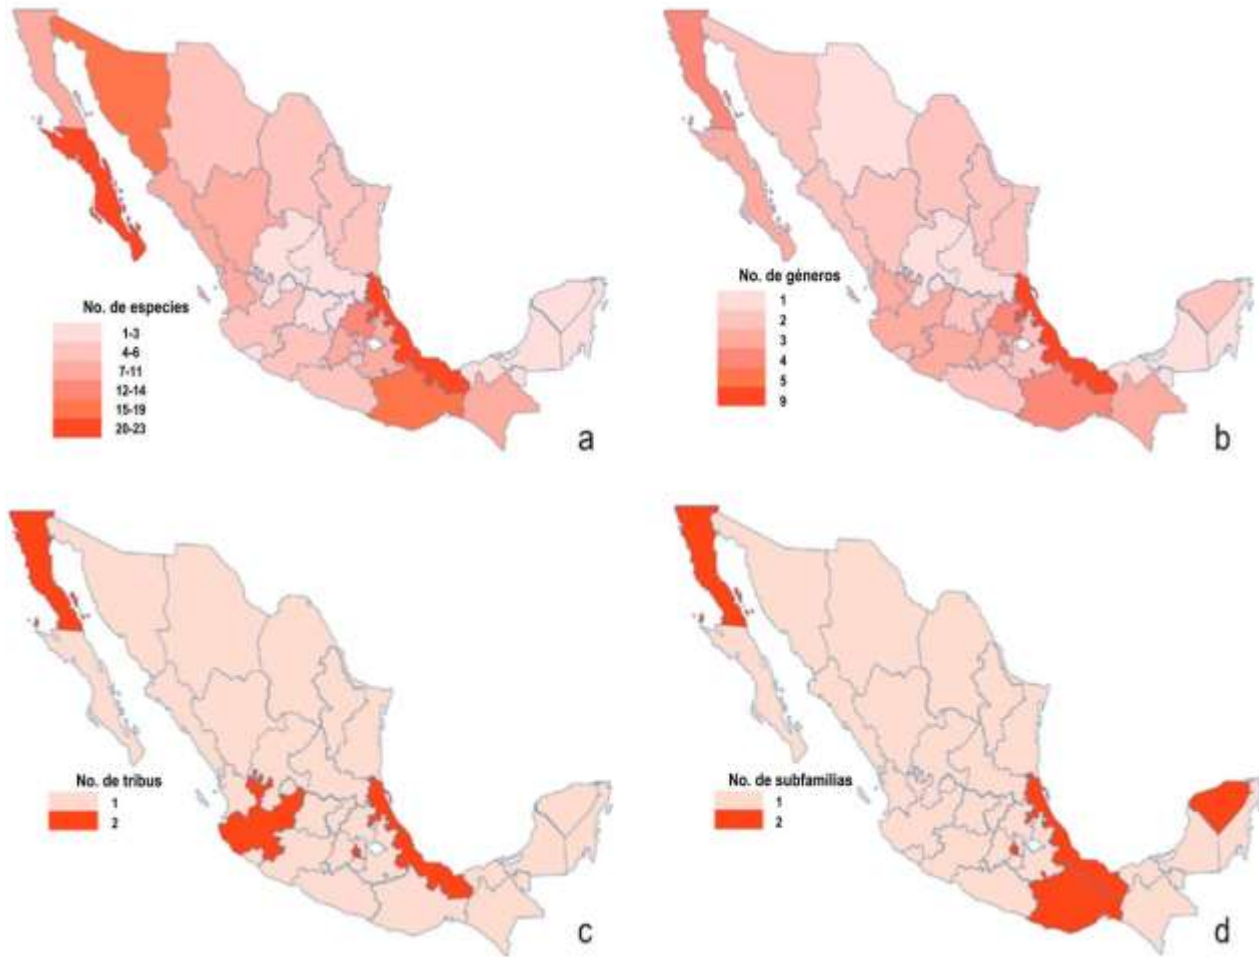 No. de especies
1-3
4-6
7-11
12-14
15-19
20-23
a
No. de géneros
1
2
3
4
5
9
b
No. de tribus
1
2
c
No. de subfamilias
1
2
d